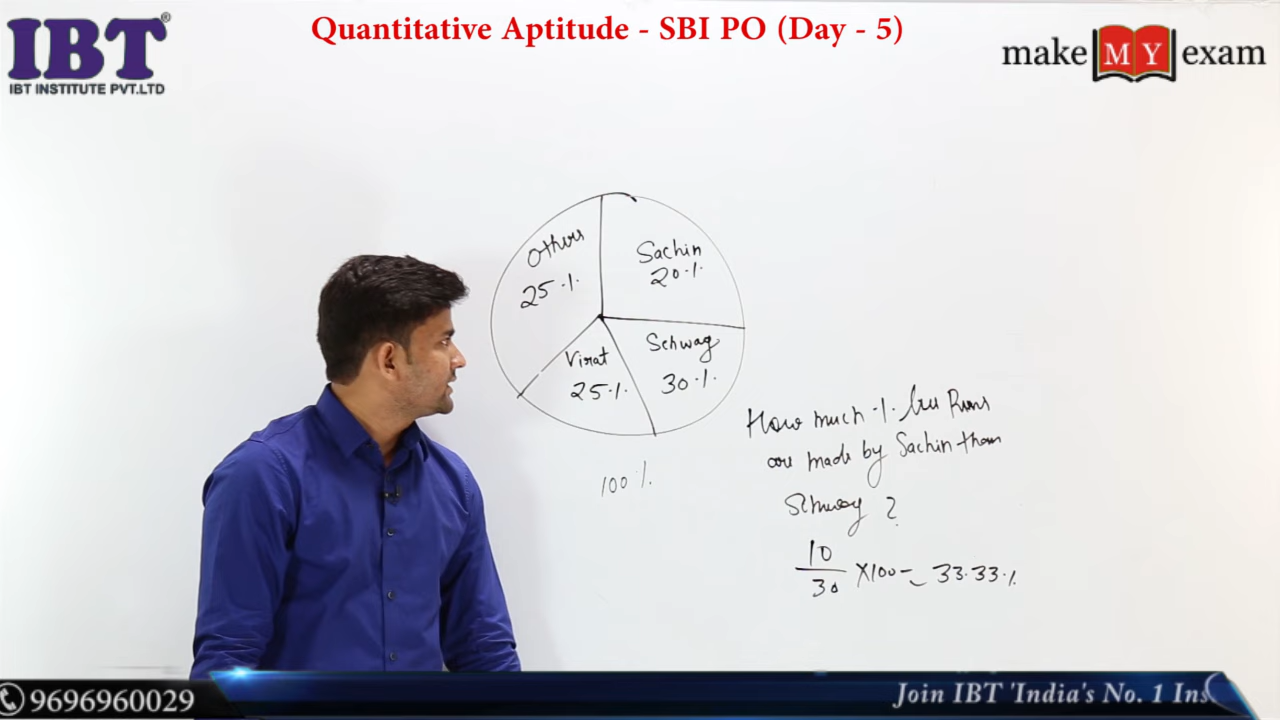 Quantitative Aptitude - SBI PO (Day - 5)
IBT®
IBT INSTITUTE PVT.LTD
make MY exam
Others
25%
Sachin
20%
Sehwag
30%
Virat
25%
100%
How much % less Runs
are made by Sachin than
Sehwag ?
10
30 ×100 = 33.33%
9696960029
Join IBT 'India's No. 1 Ins